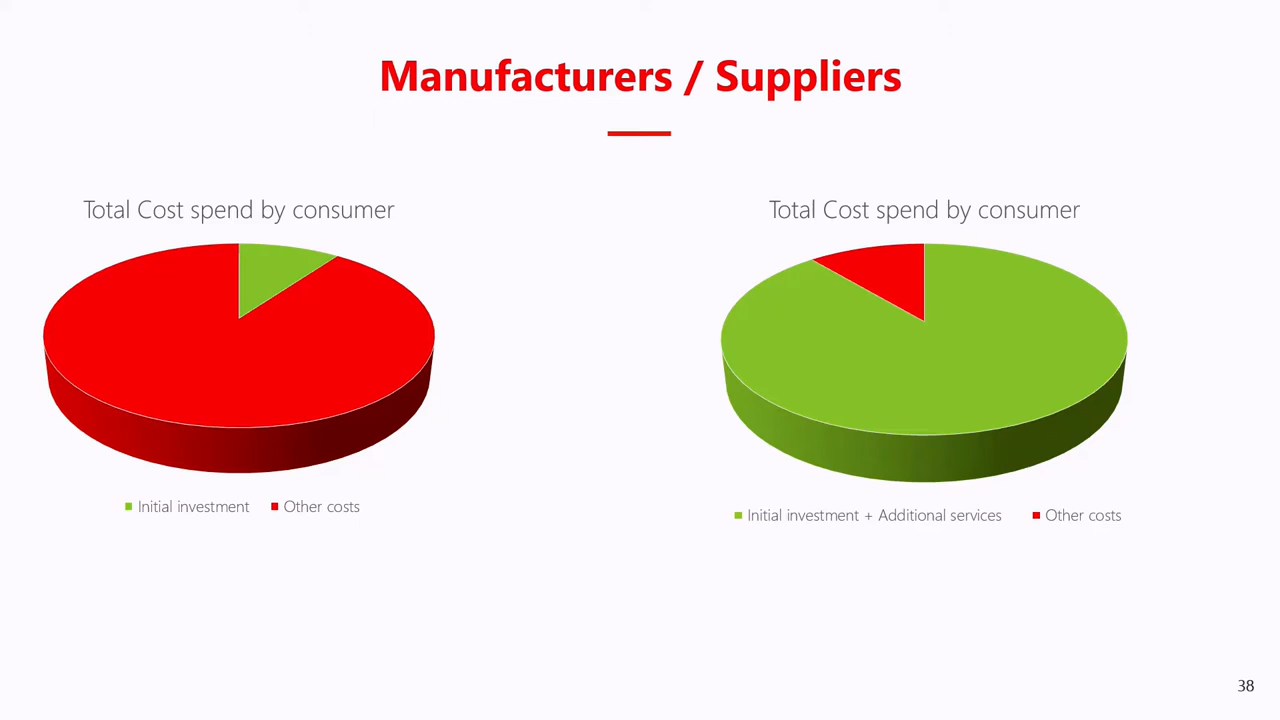 Manufacturers / Suppliers
Total Cost spend by consumer
Initial investment Other costs
Total Cost spend by consumer
Initial investment + Additional services Other costs
38